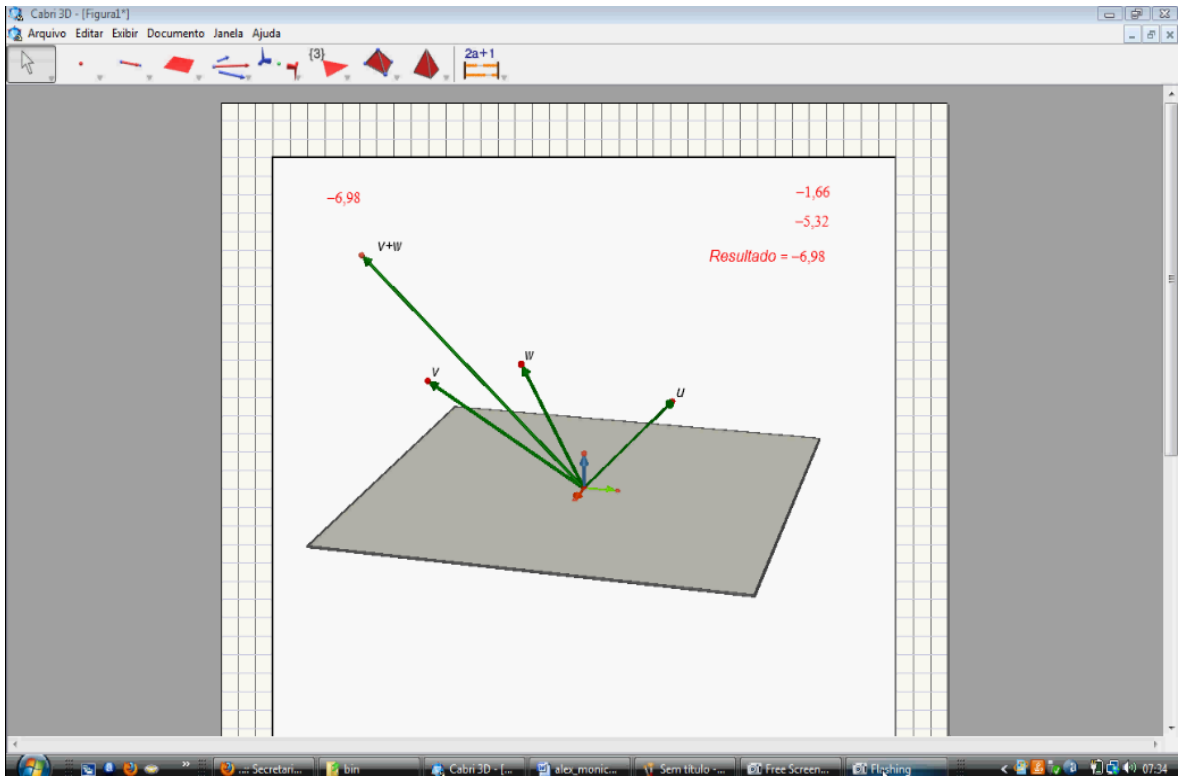 Cabri 3D - [Figura1*]
Arquivo Editar Exibir Documento Janela Ajuda
{3}
2a+1
−6,98
−1,66
−5,32
Resultado = −6,98
V+W
W
V
U
.:: Secretari...
bin
Cabri 3D - [...
alex_monic...
Sem título -...
Free Screen...
Flashing
07:34